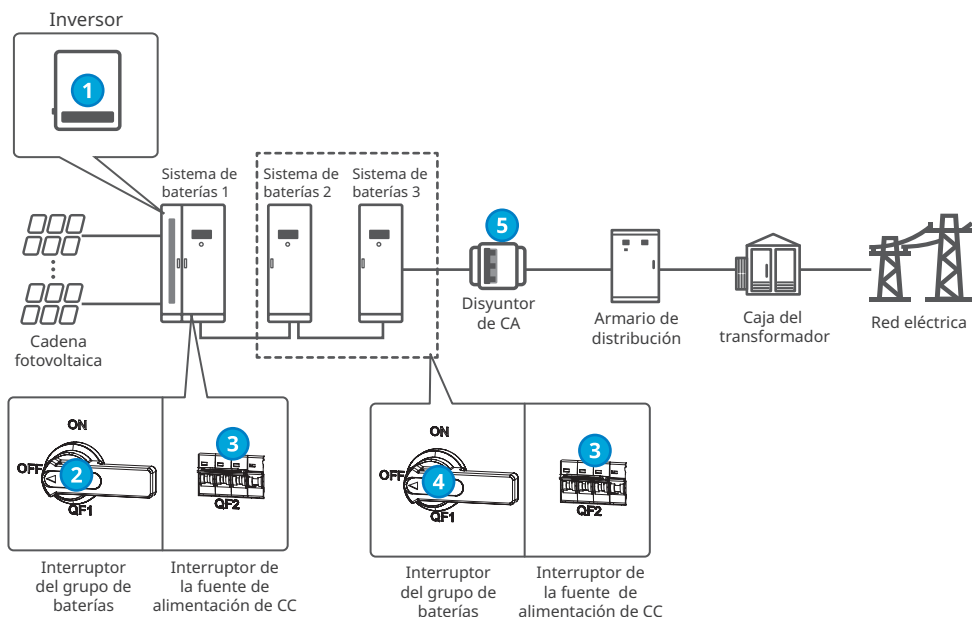 Inversor
1
Sistema de
baterías 1
Sistema de
baterías 2
Sistema de
baterías 3
5
Disyuntor
de CA
Armario de
distribución
Caja del
transformador
Red eléctrica
Cadena
fotovoltaica
ON
OFF
2
QF1
3
QF2
ON
OFF
4
QF1
3
QF2
Interruptor
del grupo de
baterías
Interruptor de
la fuente de
alimentación de CC
Interruptor
del grupo de
baterías
Interruptor de
la fuente de
alimentación de CC